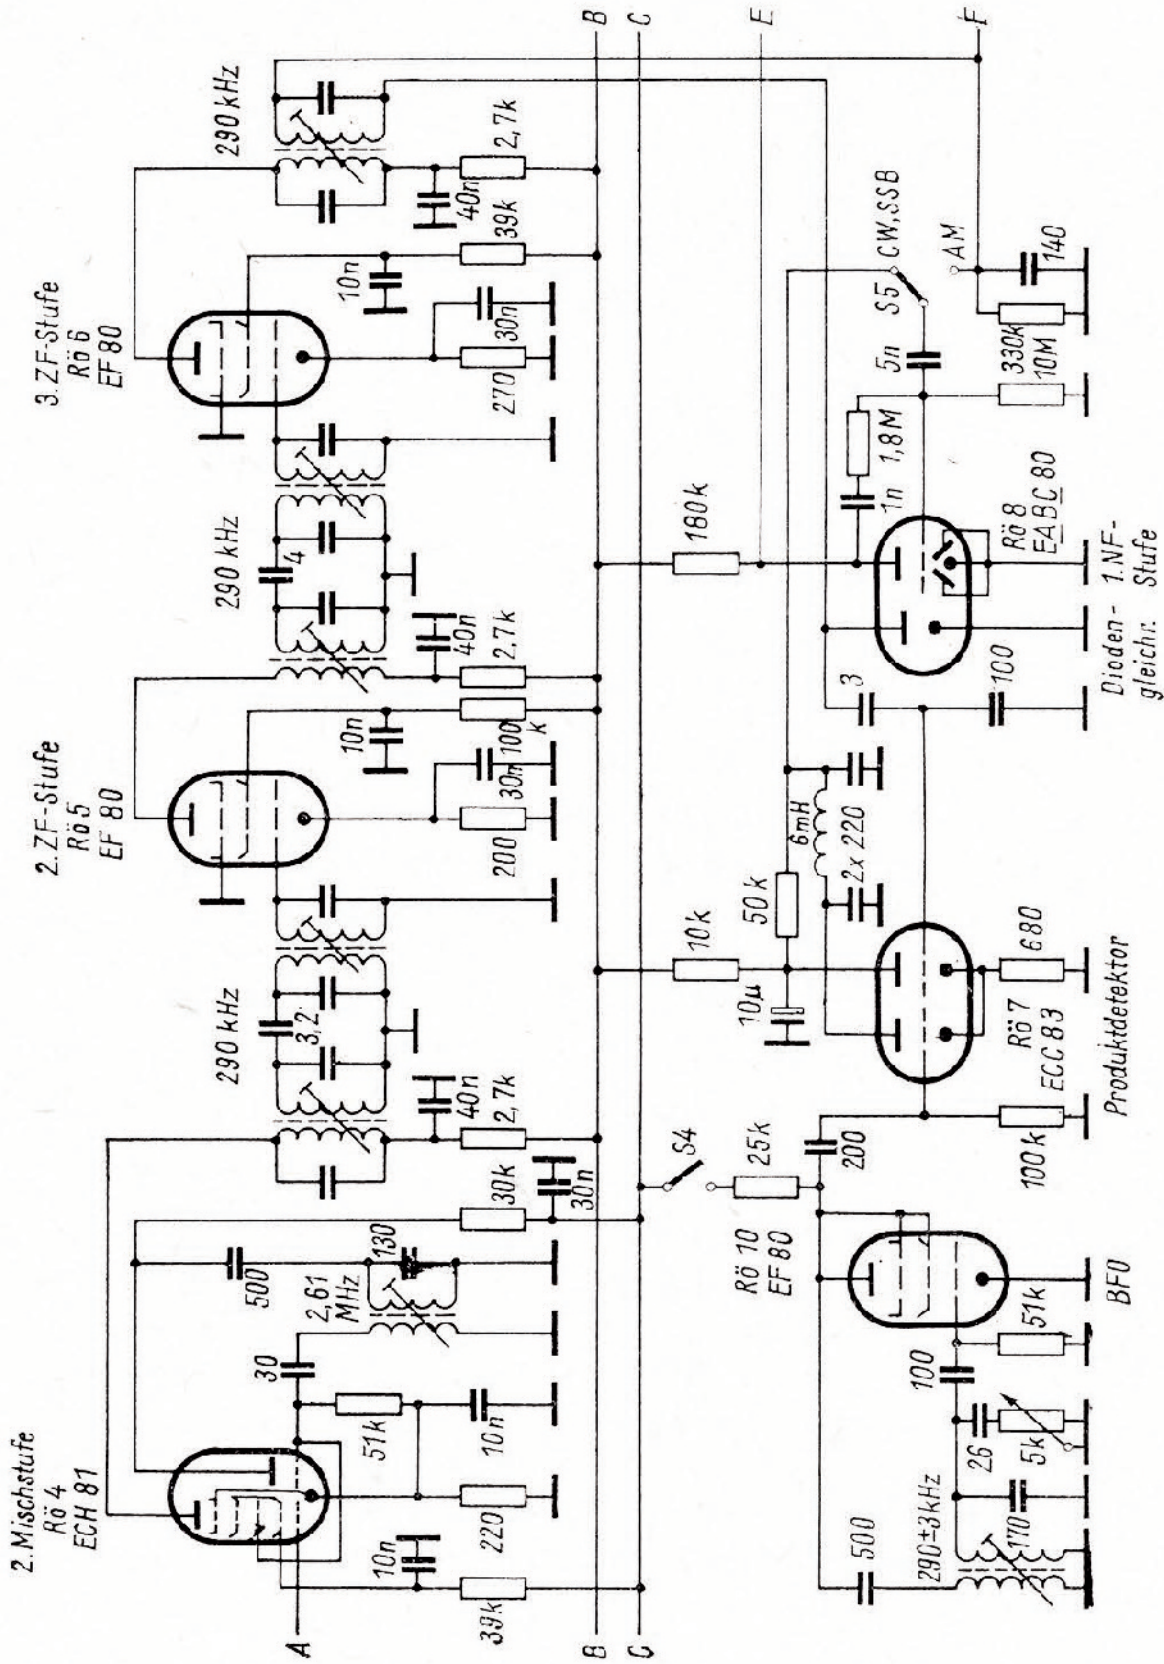 2.Mischstufe
Rö 4
ECH 81
2.ZF-Stufe
Rö 5
EF 80
3.ZF-Stufe
Rö 6
EF 80
A
30
500
2,61
MHz
130
51k
10n
220
10n
39k
30k
30n
290 kHz
3,2
40n
2,7k
200
30n
10n
100
k
290 kHz
4
40n
2,7k
270
30n
10n
39k
290 kHz
40n
2,7k
B
B
C
C
E
F
S4
25k
Rö 10
EF 80
500
290±3kHz
170
26
5k
100
51k
BFO
200
100k
10k
10µ
50k
6mH
2x 220
Rö 7
ECC 83
680
Produktdetektor
3
100
180k
1n
1,8M
5n
S5
CW,SSB
AM
Rö 8
EABC 80
10M
330k
140
Dioden-
gleichr.
1.NF-
Stufe